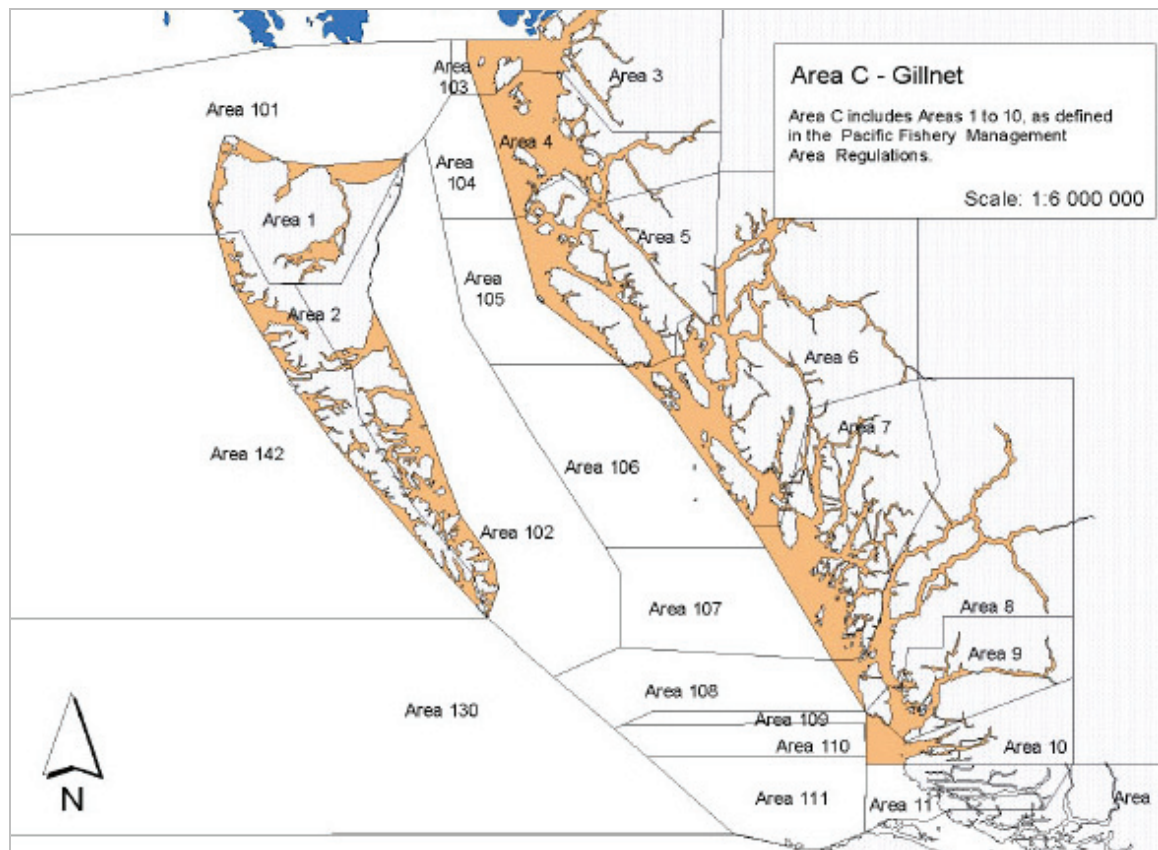 Area C - Gillnet
Area C includes Areas 1 to 10, as defined
in the Pacific Fishery Management
Area Regulations.
Scale: 1:6 000 000
Area
103
Area 3
Area 101
Area 4
Area
104
Area 1
Area 5
Area
105
Area 2
Area 6
Area 7
Area 142
Area 106
Area 102
Area 107
Area 8
Area 9
Area 108
Area 130
Area 109
Area 110
Area 10
Area 111
Area 11
Area
N